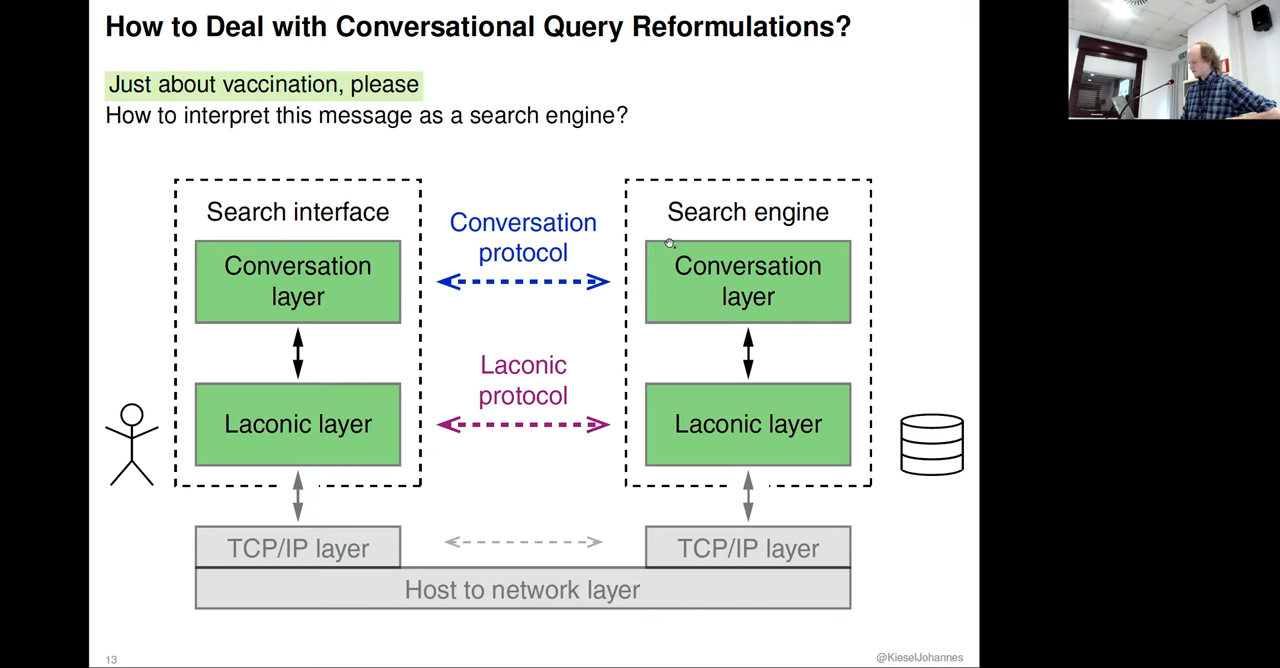 How to Deal with Conversational Query Reformulations?
Just about vaccination, please
How to interpret this message as a search engine?
Search interface
Conversation
layer
Laconic layer
Conversation
protocol
Laconic
protocol
Search engine
Conversation
layer
Laconic layer
TCP/IP layer
TCP/IP layer
Host to network layer
13
@KieselJohannes